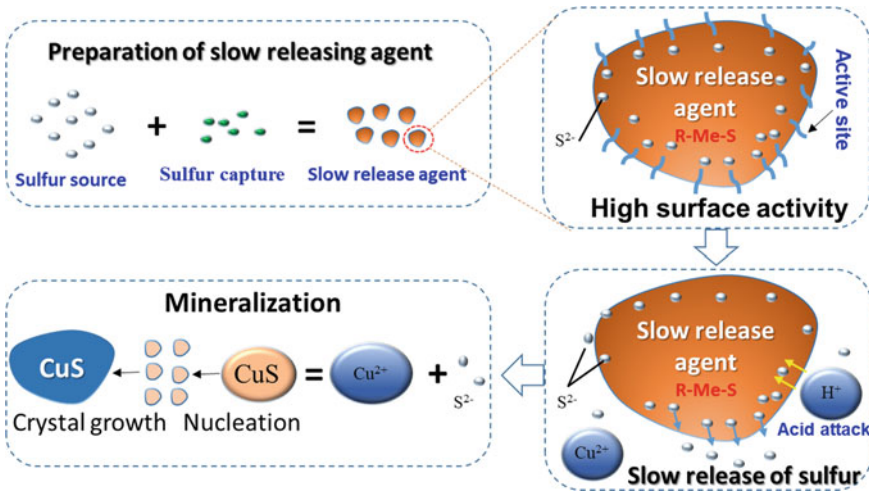 Preparation of slow releasing agent
+
=
Sulfur source
Sulfur capture
Slow release agent
Slow release
agent
R-Me-S
S²⁻
Active site
High surface activity
Mineralization
CuS
CuS
=
Cu²⁺
+
S²⁻
Crystal growth
Nucleation
Slow release
agent
R-Me-S
S²⁻
H⁺
Acid attack
Cu²⁺
Slow release of sulfur